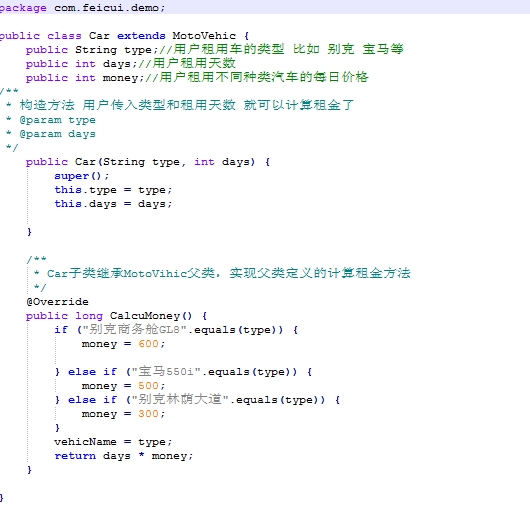 package com.feicui.demo;
public class Car extends MotoVehic {
public String type;//用户租用车的类型 比如 别克 宝马等
public int days;//用户租用天数
public int money;//用户租用不同种类汽车的每日价格
/**
* 构造方法 用户传入类型和租用天数 就可以计算租金了
* @param type
* @param days
*/
public Car(String type, int days) {
super();
this.type = type;
this.days = days;
}
/**
* Car子类继承MotoVihic父类，实现父类定义的计算租金方法
*/
@Override
public long CalcuMoney() {
if ("别克商务舱GL8".equals(type)) {
money = 600;
} else if ("宝马550i".equals(type)) {
money = 500;
} else if ("别克林荫大道".equals(type)) {
money = 300;
}
vehicName = type;
return days * money;
}
}